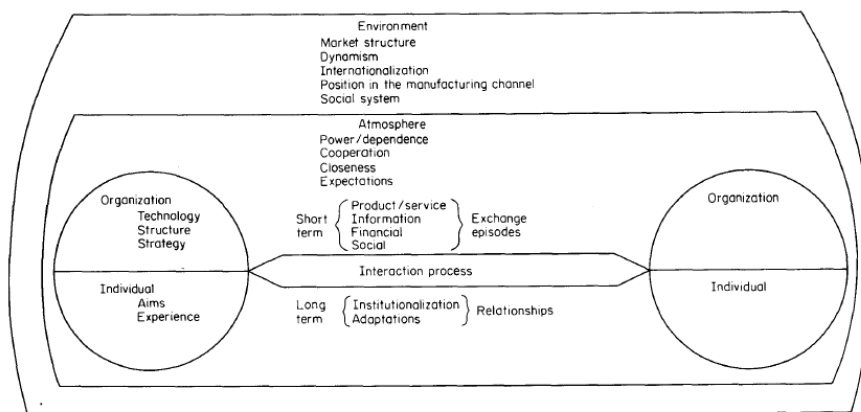 Environment
Market structure
Dynamism
Internationalization
Position in the manufacturing channel
Social system
Atmosphere
Power/dependence
Cooperation
Closeness
Expectations
Organization
Technology
Structure
Strategy
Individual
Aims
Experience
Short term
Product/service
Information
Financial
Social
Exchange episodes
Interaction process
Long term
Institutionalization
Adaptations
Relationships
Organization
Individual